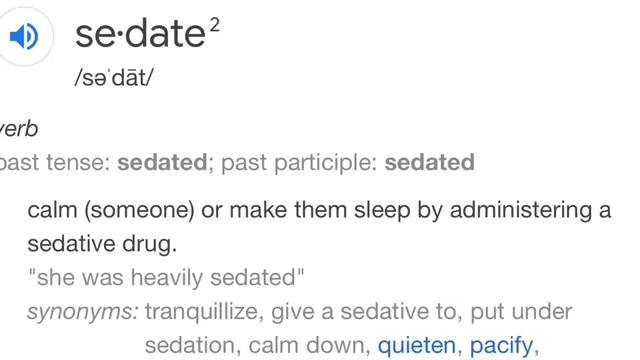 se·date²
/səˈdāt/
verb
past tense: sedated; past participle: sedated
calm (someone) or make them sleep by administering a
sedative drug.
"she was heavily sedated"
synonyms: tranquillize, give a sedative to, put under
sedation, calm down, quieten, pacify,